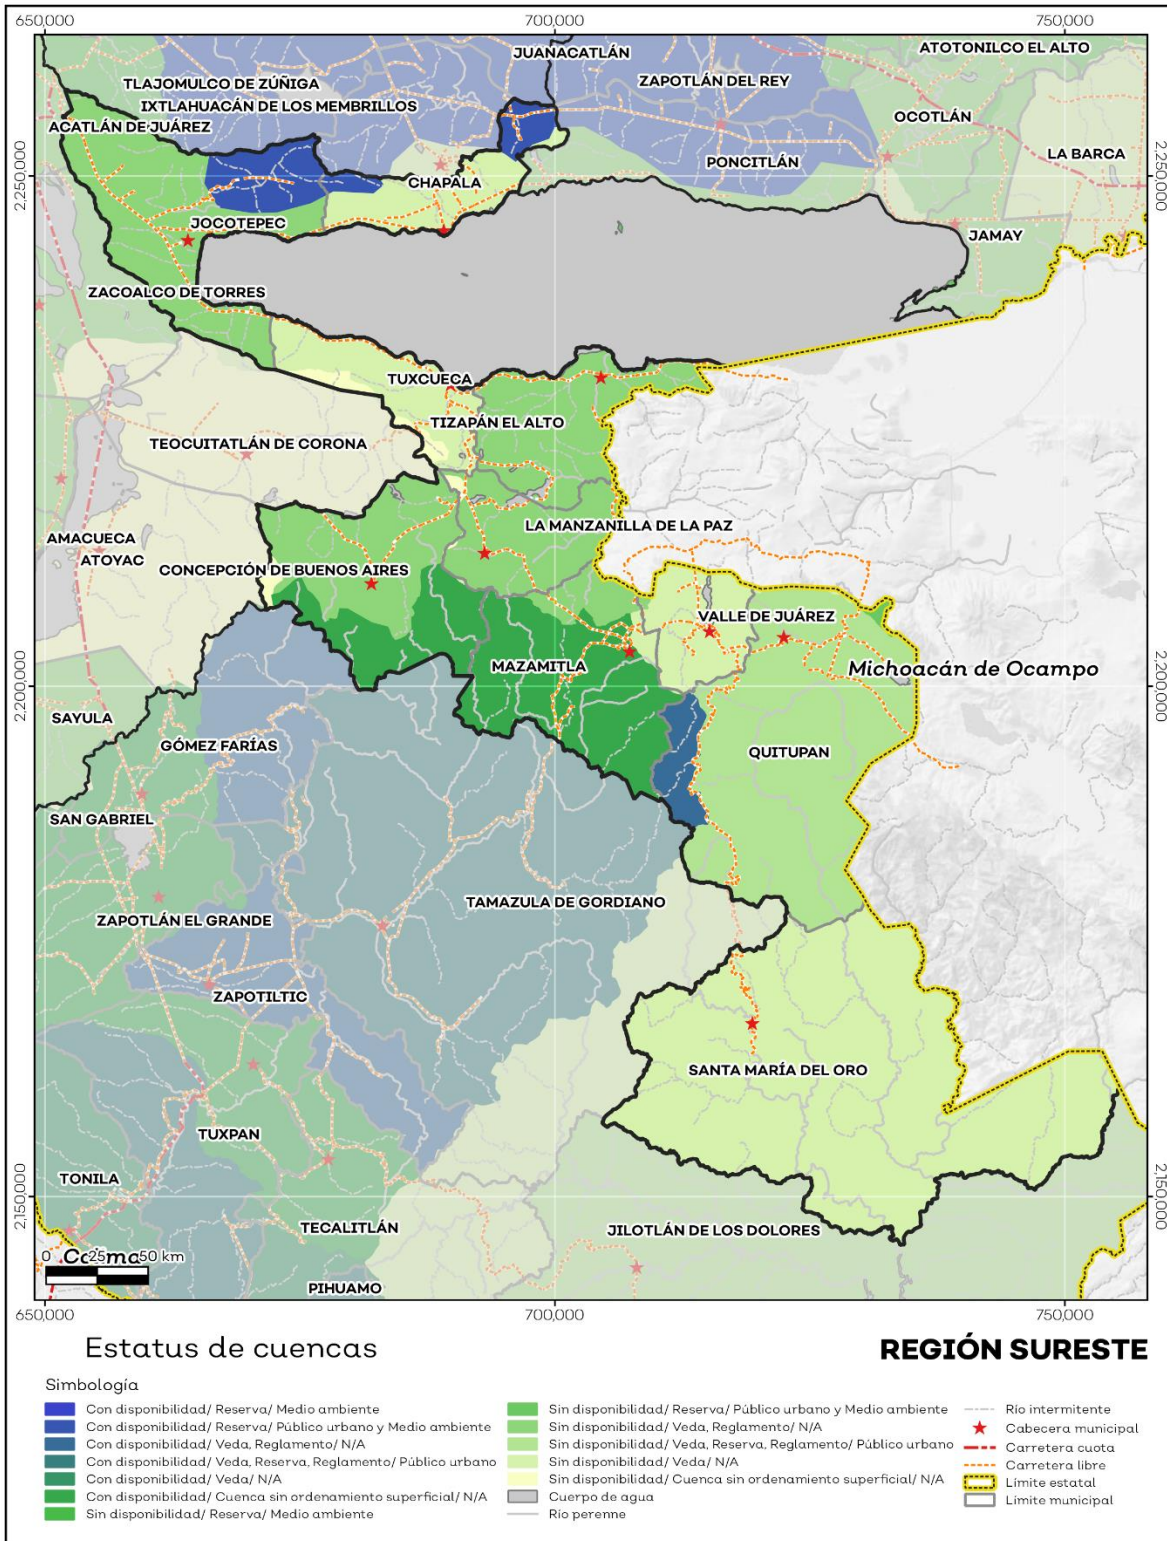 650,000
700,000
750,000
JUANACATLÁN
ATOTONILCO EL ALTO
TLAJOMULCO DE ZÚÑIGA
ZAPOTLÁN DEL REY
IXTLAHUACÁN DE LOS MEMBRILLOS
ACATLÁN DE JUÁREZ
OCOTLÁN
LA BARCA
PONCITLÁN
2,250,000
2,250,000
CHAPALA
JOCOTEPEC
JAMAY
ZACOALCO DE TORRES
TUXCUECA
TIZAPÁN EL ALTO
TEOCUITATLÁN DE CORONA
LA MANZANILLA DE LA PAZ
AMACUECA
ATOYAC
CONCEPCIÓN DE BUENOS AIRES
VALLE DE JUÁREZ
MAZAMITLA
Michoacán de Ocampo
2,200,000
2,200,000
SAYULA
GÓMEZ FARÍAS
QUITUPAN
SAN GABRIEL
TAMAZULA DE GORDIANO
ZAPOTLÁN EL GRANDE
ZAPOTILTIC
SANTA MARÍA DEL ORO
TUXPAN
TONILA
2,150,000
2,150,000
TECALITLÁN
JILOTLÁN DE LOS DOLORES
Colima
0 25 50 km
PIHUAMO
650,000
700,000
750,000
Estatus de cuencas
REGIÓN SURESTE
Simbología
Con disponibilidad/ Reserva/ Medio ambiente
Con disponibilidad/ Reserva/ Público urbano y Medio ambiente
Con disponibilidad/ Veda, Reglamento/ N/A
Con disponibilidad/ Veda, Reserva, Reglamento/ Público urbano
Con disponibilidad/ Veda/ N/A
Con disponibilidad/ Cuenca sin ordenamiento superficial/ N/A
Sin disponibilidad/ Reserva/ Medio ambiente
Sin disponibilidad/ Reserva/ Público urbano y Medio ambiente
Sin disponibilidad/ Veda, Reglamento/ N/A
Sin disponibilidad/ Veda, Reserva, Reglamento/ Público urbano
Sin disponibilidad/ Veda/ N/A
Sin disponibilidad/ Cuenca sin ordenamiento superficial/ N/A
Cuerpo de agua
Río perenne
Río intermitente
Cabecera municipal
Carretera cuota
Carretera libre
Límite estatal
Límite municipal